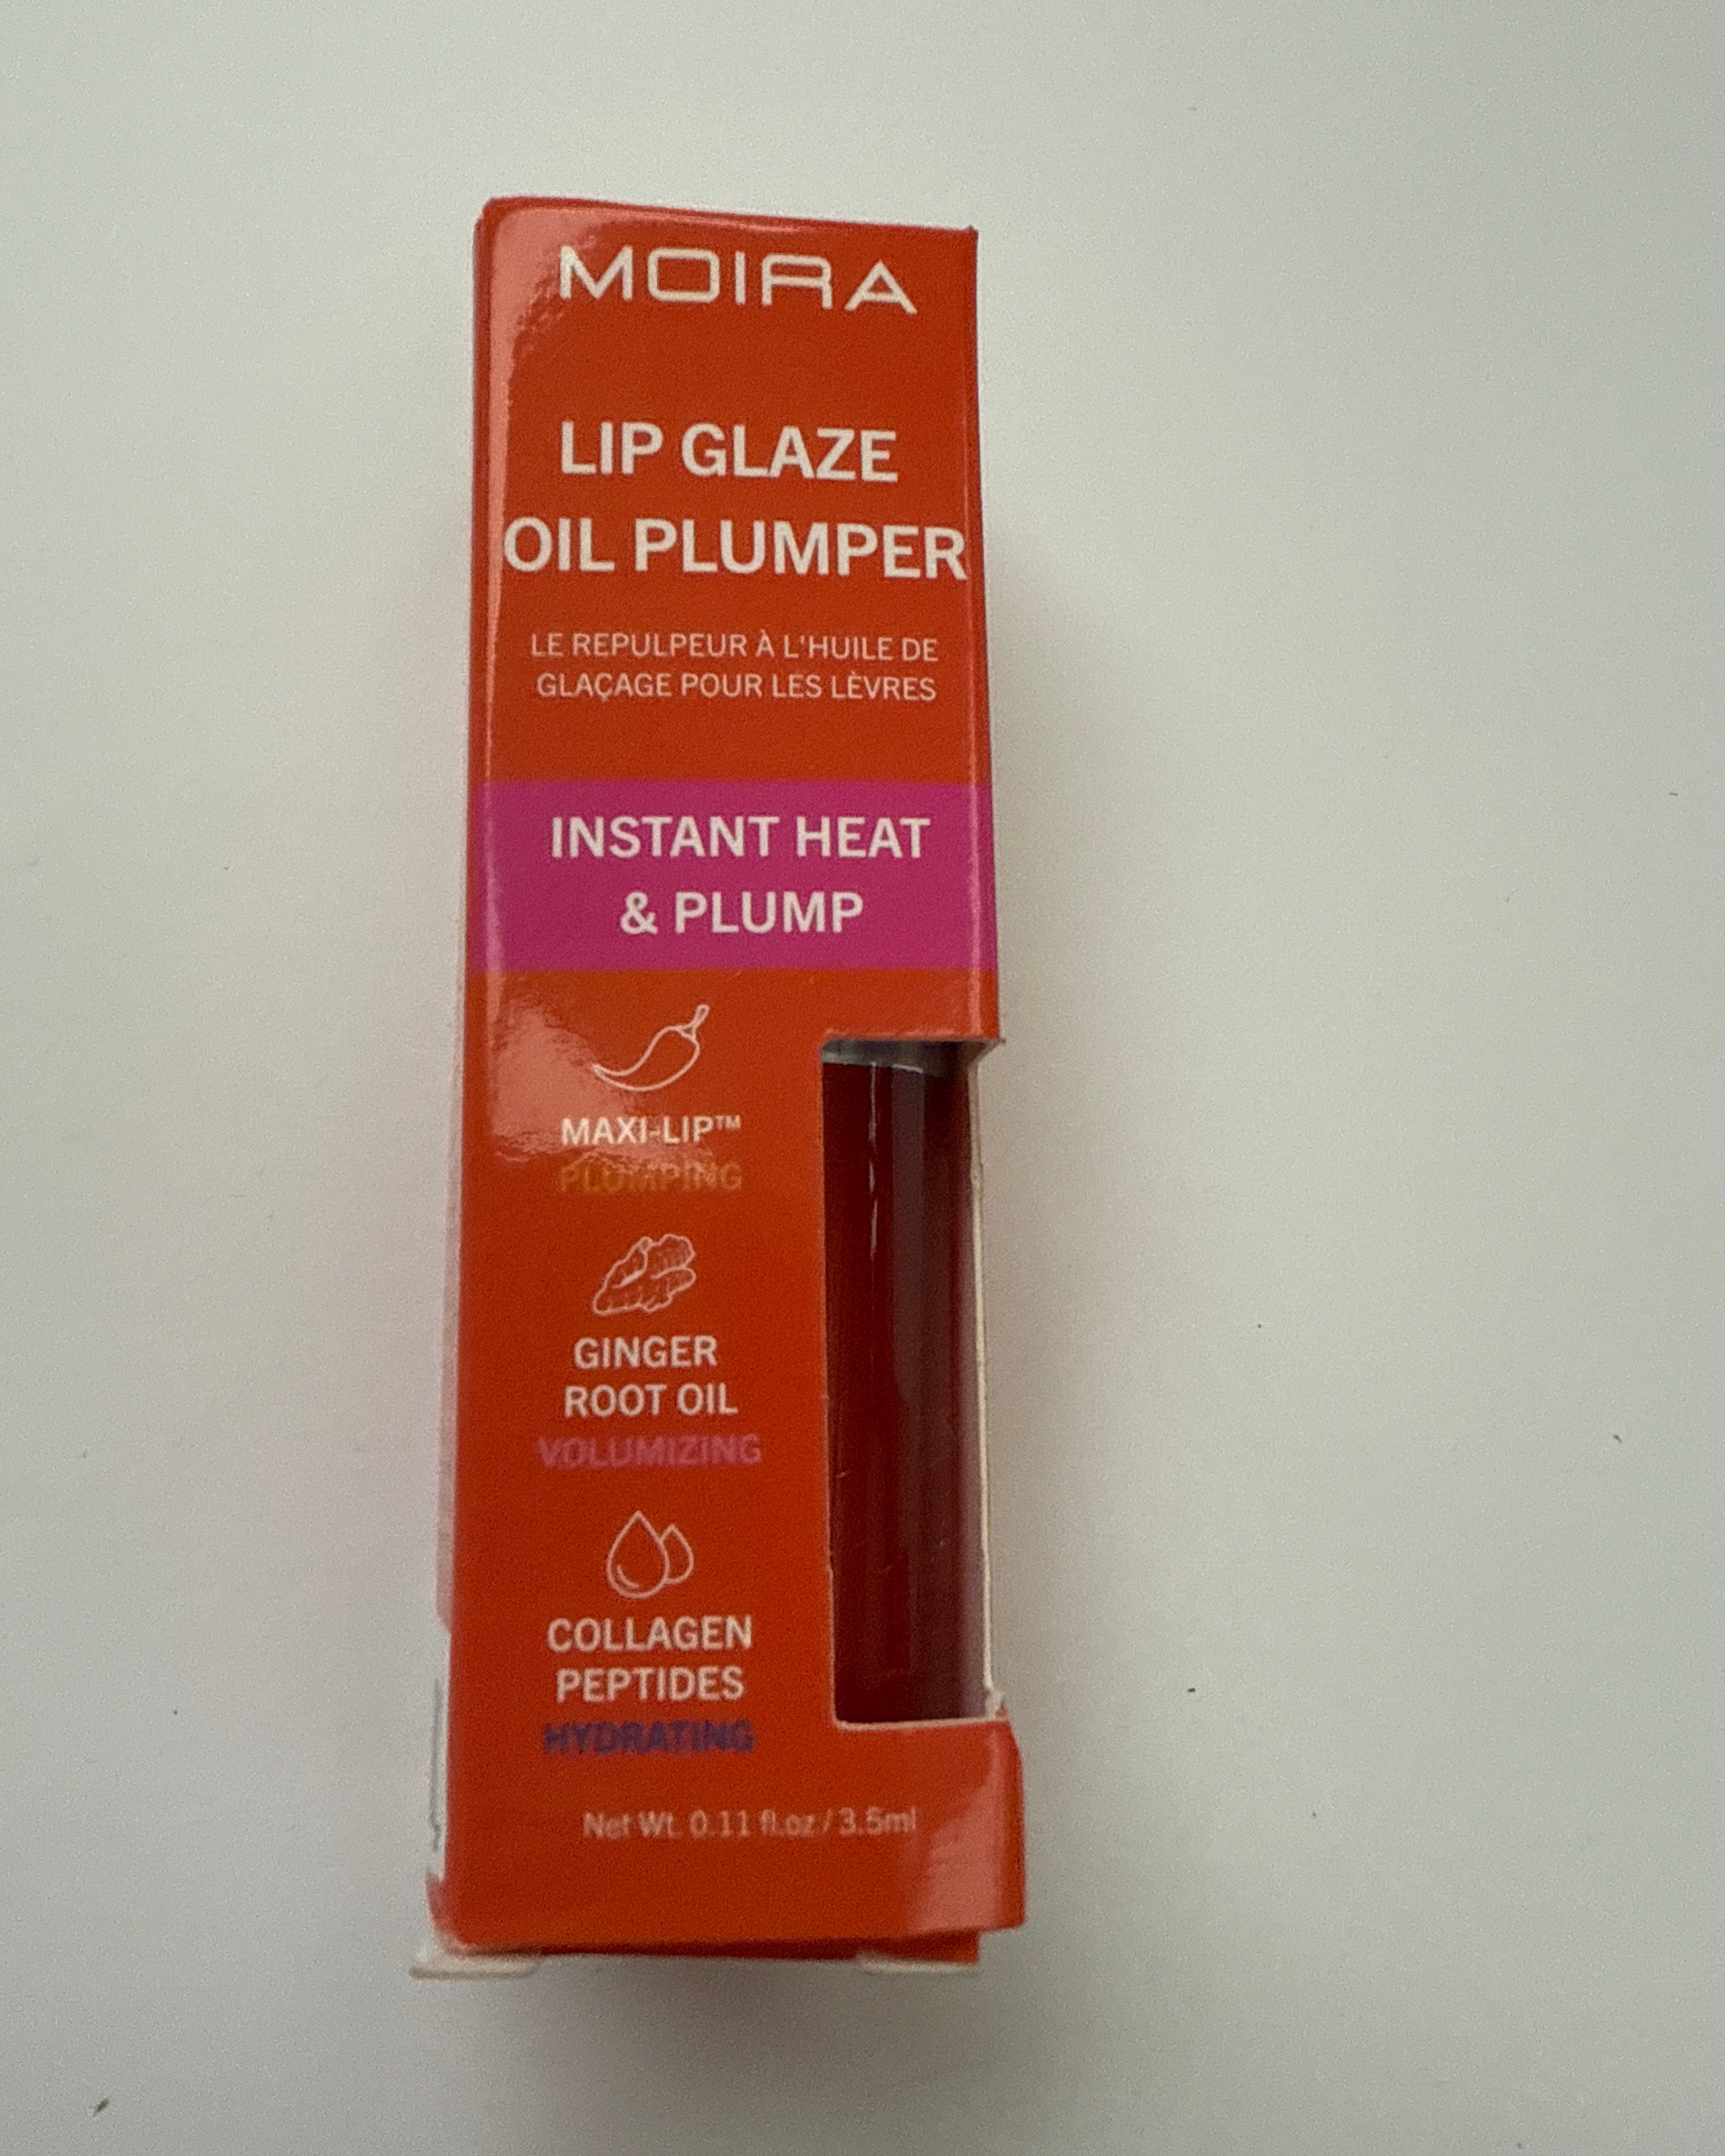 MOIRA
LIP GLAZE
OIL PLUMPER
LE REPULPEUR À L'HUILE DE
GLAÇAGE POUR LES LÈVRES
INSTANT HEAT
& PLUMP
MAXI-LIP™
PLUMPING
GINGER
ROOT OIL
VOLUMIZING
COLLAGEN
PEPTIDES
HYDRATING
Net Wt. 0.11 fl.oz / 3.5ml